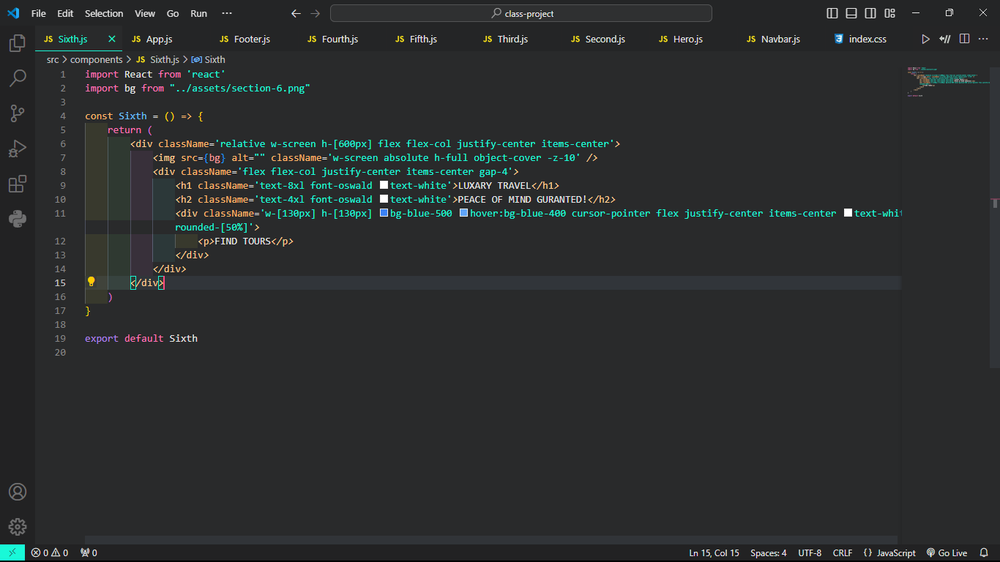 File Edit Selection View Go Run ··· ← → class-project
JS Sixth.js × JS App.js JS Footer.js JS Fourth.js JS Fifth.js JS Third.js JS Second.js JS Hero.js JS Navbar.js index.css ···
src > components > JS Sixth.js > Sixth
1 import React from 'react'
2 import bg from "../assets/section-6.png"
3
4 const Sixth = () => {
5 return (
6 <div className='relative w-screen h-[600px] flex flex-col justify-center items-center'>
7 <img src={bg} alt="" className='w-screen absolute h-full object-cover -z-10' />
8 <div className='flex flex-col justify-center items-center gap-4'>
9 <h1 className='text-8xl font-oswald text-white'>LUXARY TRAVEL</h1>
10 <h2 className='text-4xl font-oswald text-white'>PEACE OF MIND GURANTED!</h2>
11 <div className='w-[130px] h-[130px] bg-blue-500 hover:bg-blue-400 cursor-pointer flex justify-center items-center text-whit
rounded-[50%]'>
12 <p>FIND TOURS</p>
13 </div>
14 </div>
15 </div>
16 )
17 }
18
19 export default Sixth
20
0 0 0 Ln 15, Col 15 Spaces: 4 UTF-8 CRLF {} JavaScript Go Live